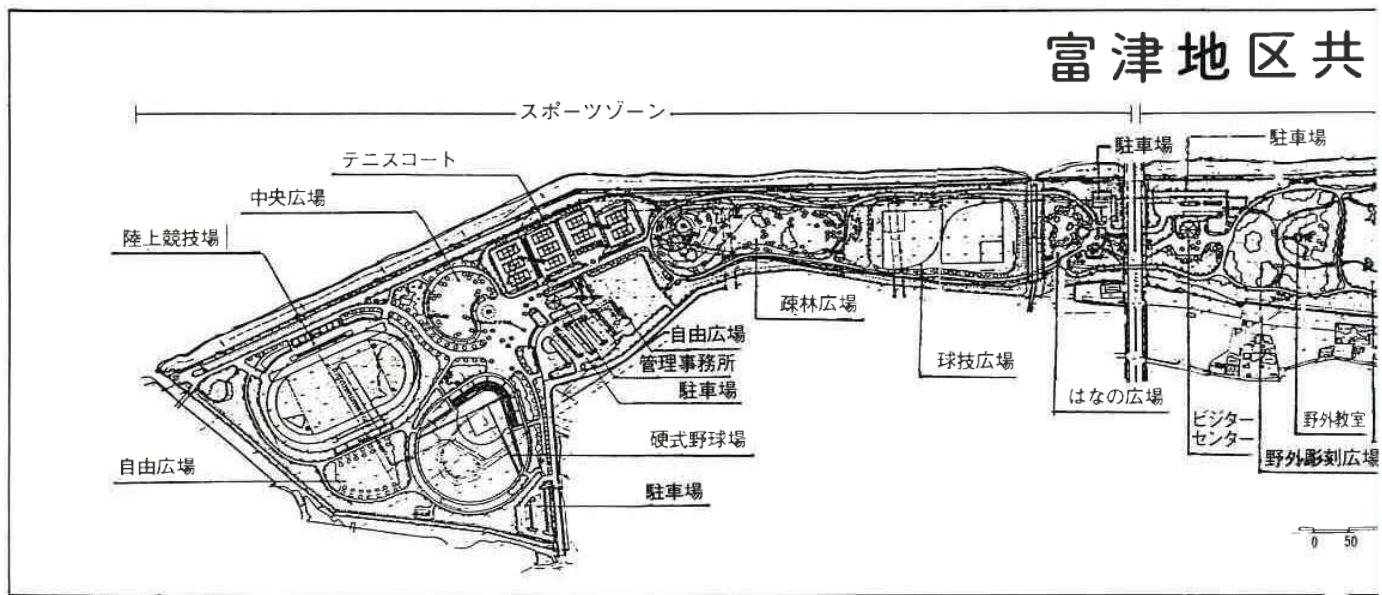 富津地区共
スポーツゾーン
駐車場
駐車場
テニスコート
中央広場
陸上競技場
疎林広場
自由広場
管理事務所
球技広場
駐車場
はなの広場
ビジター
センター
野外教室
硬式野球場
野外彫刻広場
自由広場
駐車場
0 50